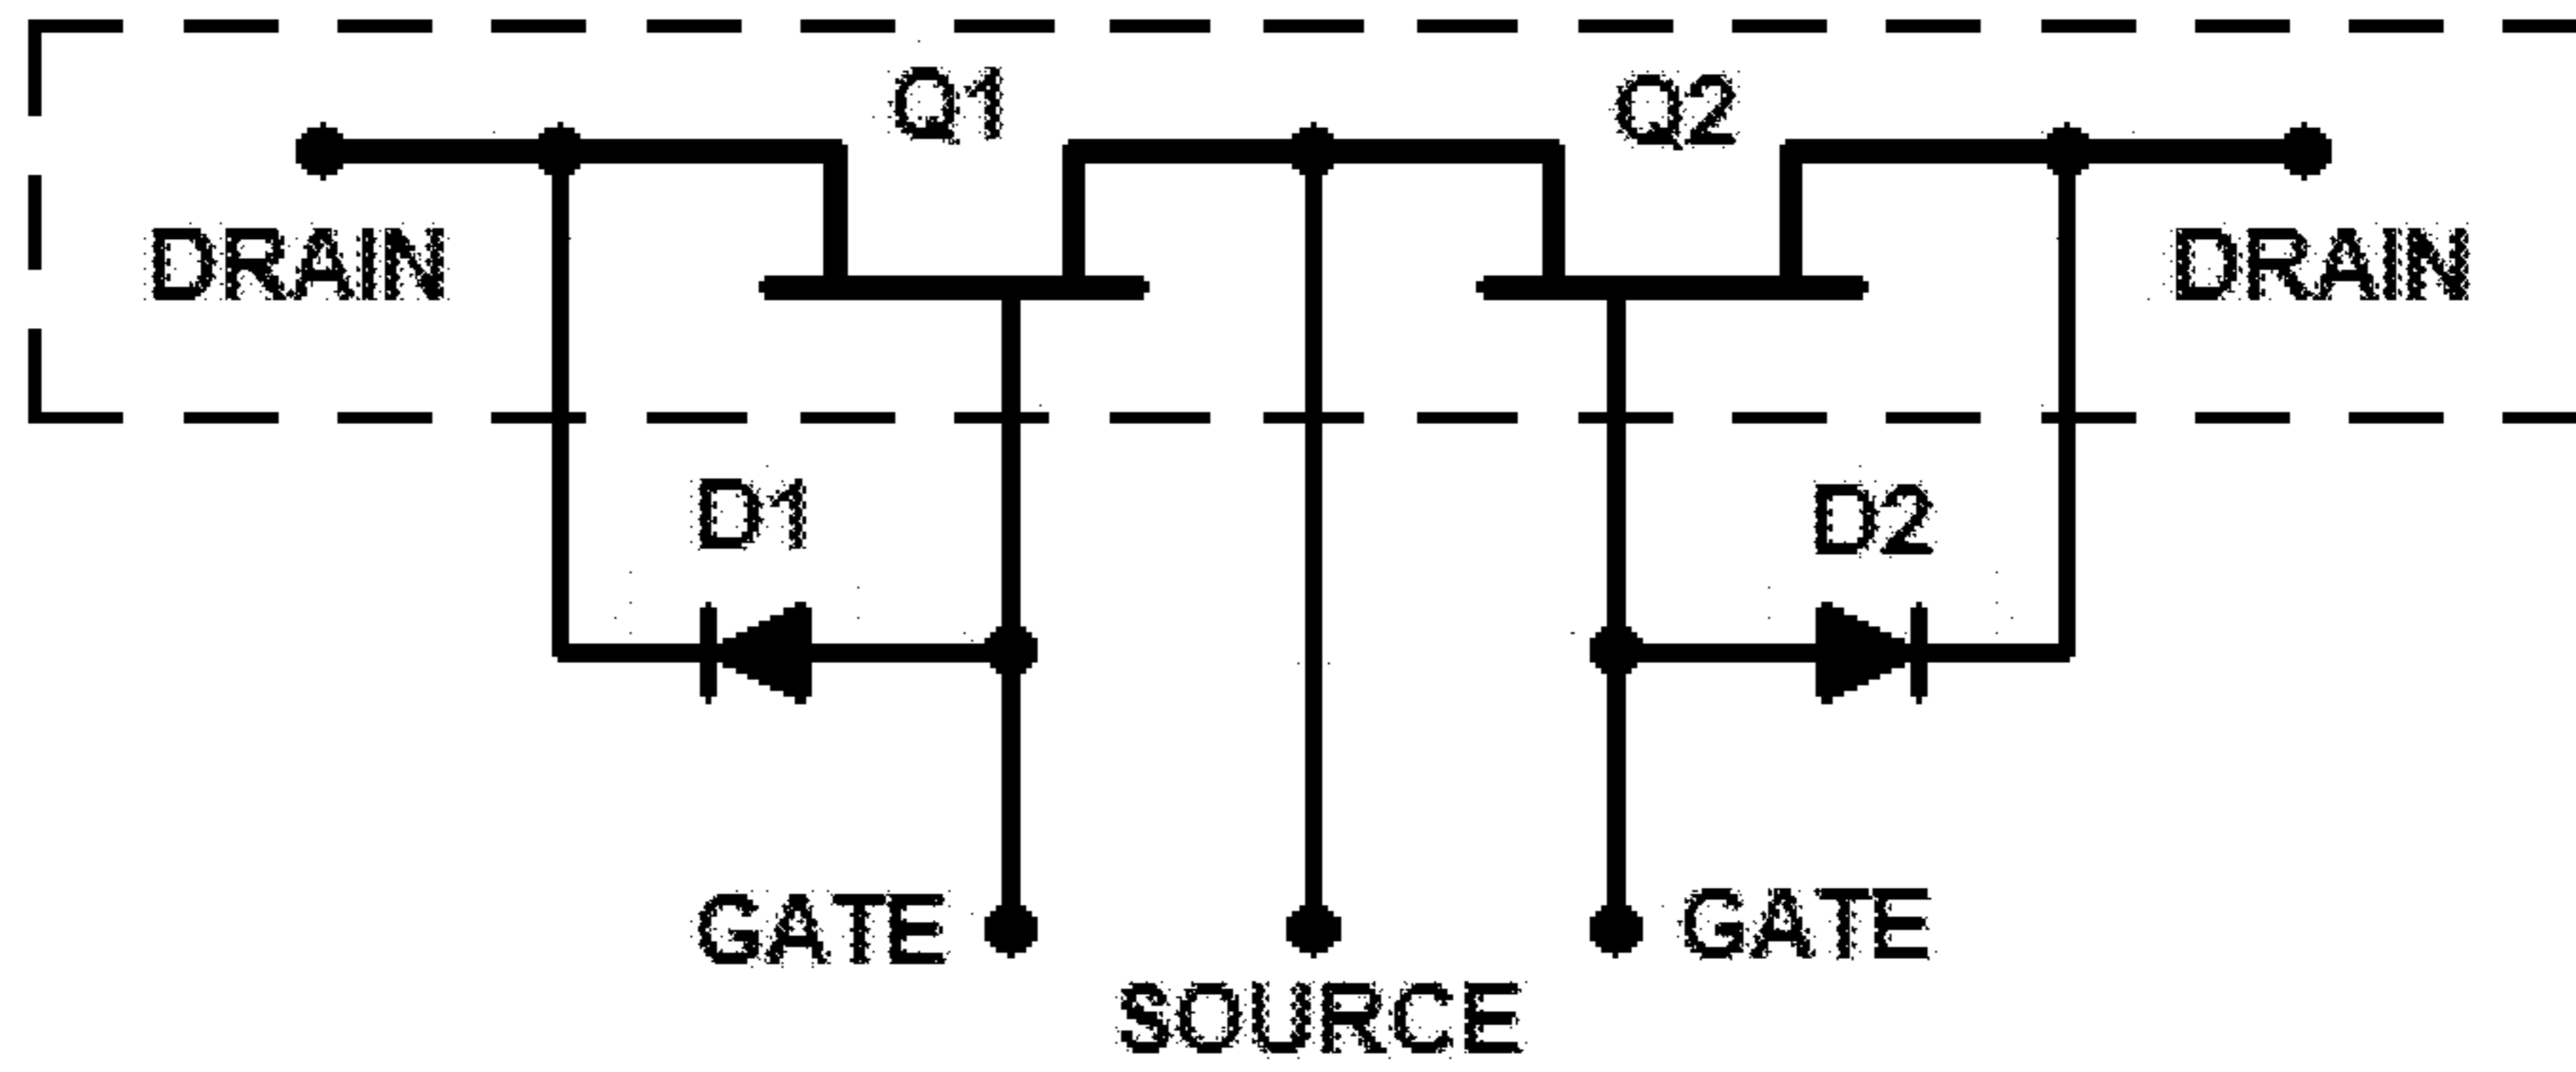 Q1
Q2
DRAIN
DRAIN
D1
D2
GATE
GATE
SOURCE